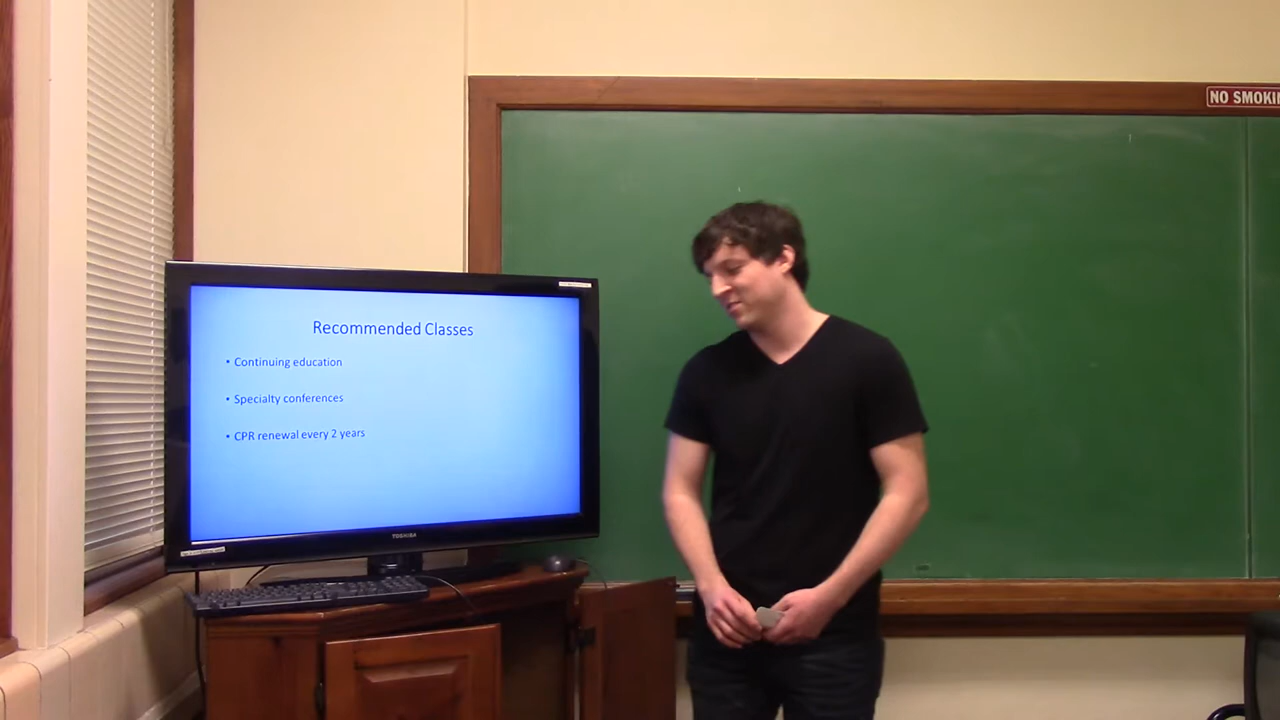 NO SMOKIN
Recommended Classes
• Continuing education
• Specialty conferences
• CPR renewal every 2 years
TOSHIBA